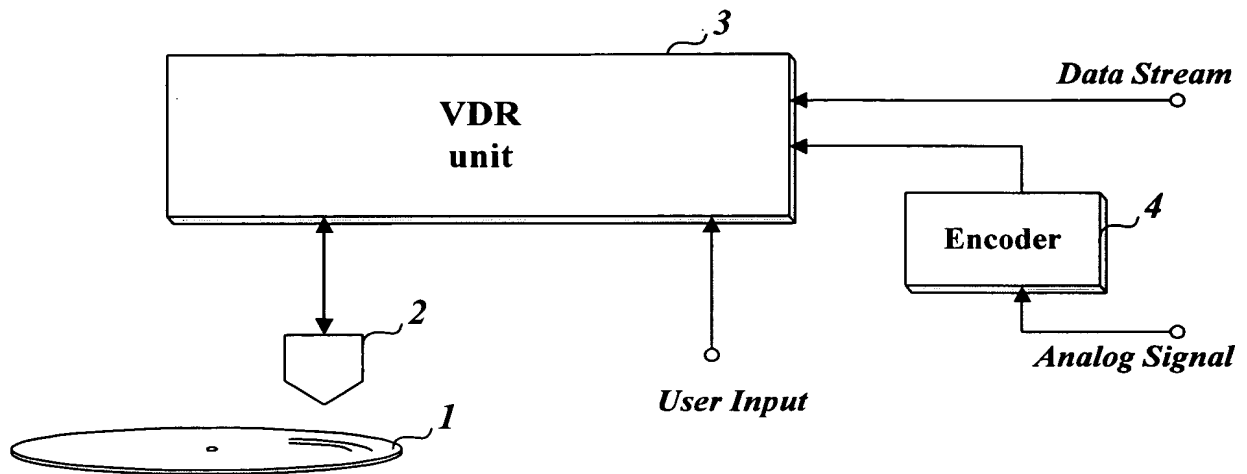 3
VDR
unit
Data Stream
4
Encoder
Analog Signal
2
User Input
1